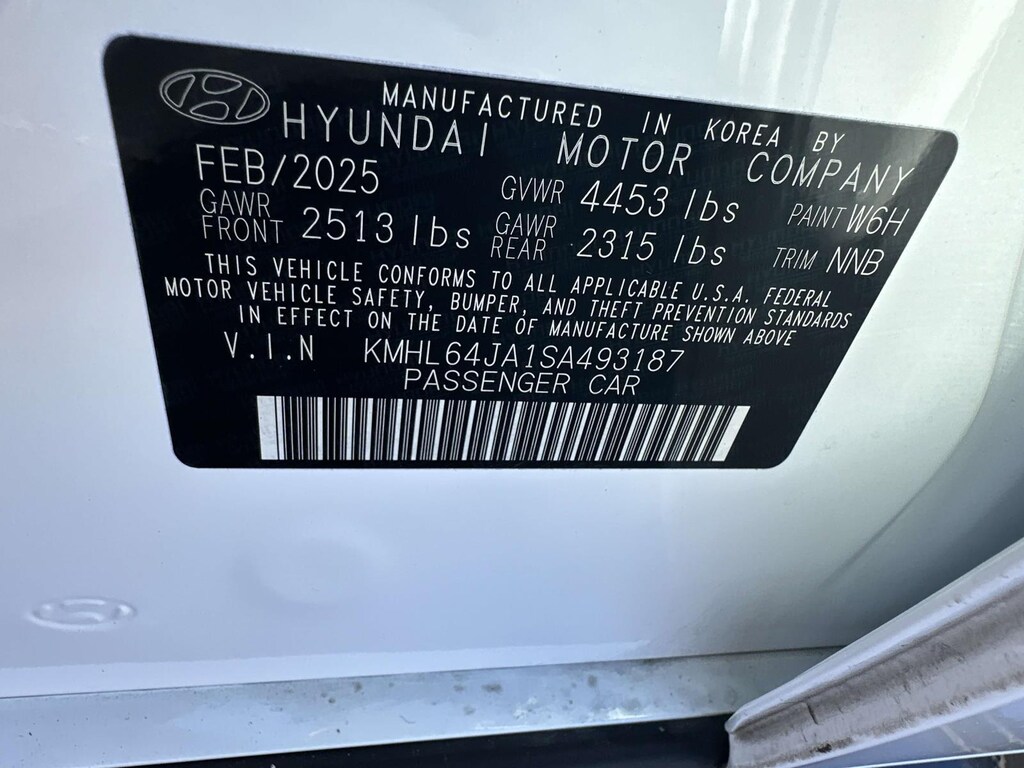 MANUFACTURED IN KOREA BY
HYUNDAI MOTOR COMPANY
FEB/2025 GVWR 4453 lbs PAINT W6H
GAWR FRONT 2513 lbs GAWR REAR 2315 lbs TRIM NNB
THIS VEHICLE CONFORMS TO ALL APPLICABLE U.S.A. FEDERAL
MOTOR VEHICLE SAFETY, BUMPER, AND THEFT PREVENTION STANDARDS
IN EFFECT ON THE DATE OF MANUFACTURE SHOWN ABOVE
V.I.N KMHL64JA1SA493187
PASSENGER CAR